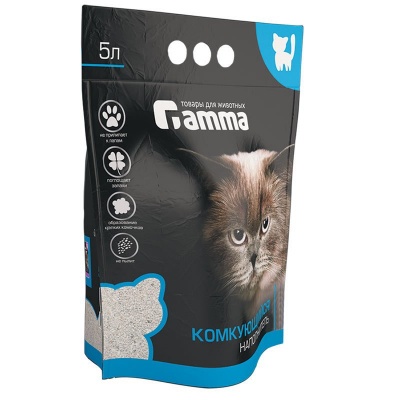 5л
товары для животных
Gamma
не прилипает
к лапам
поглощает
запахи
образование
крепких комочков
не пылит
КОМКУЮЩИЙСЯ
НАПОЛНИТЕЛЬ